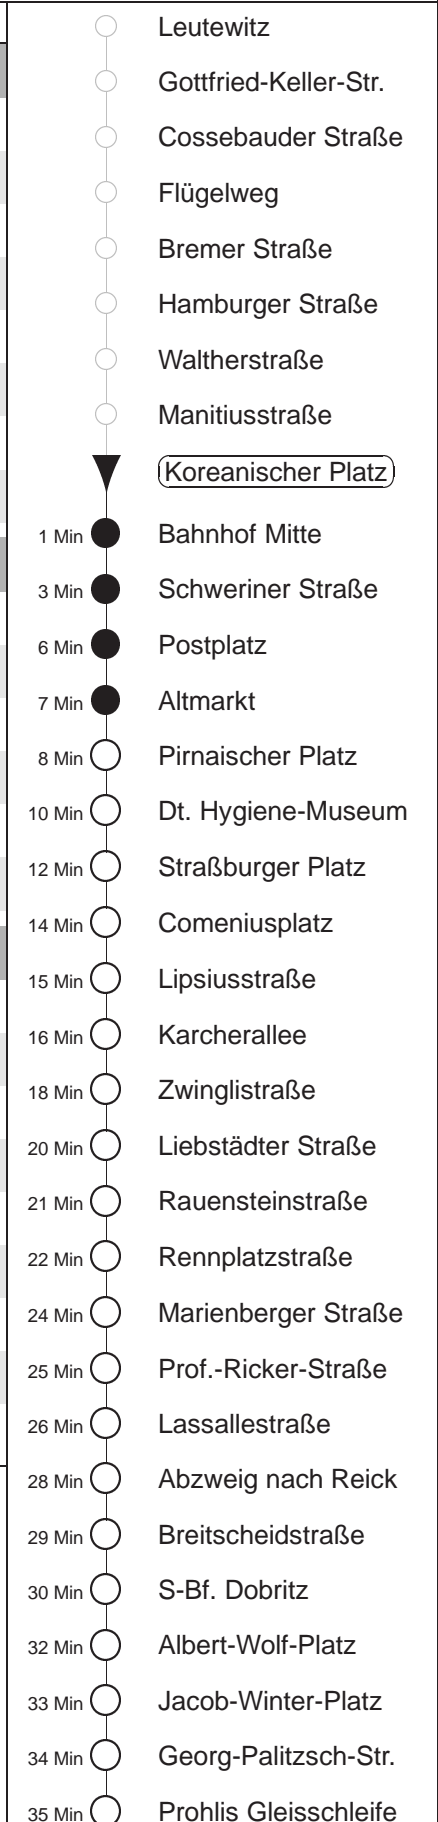 Leutewitz
Gottfried-Keller-Str.
Cossebauder Straße
Flügelweg
Bremer Straße
Hamburger Straße
Waltherstraße
Manitiusstraße
Koreanischer Platz
1 Min Bahnhof Mitte
3 Min Schweriner Straße
6 Min Postplatz
7 Min Altmarkt
8 Min Pirnaischer Platz
10 Min Dt. Hygiene-Museum
12 Min Straßburger Platz
14 Min Comeniusplatz
15 Min Lipsiusstraße
16 Min Karcherallee
18 Min Zwinglistraße
20 Min Liebstädter Straße
21 Min Rauensteinstraße
22 Min Rennplatzstraße
24 Min Marienberger Straße
25 Min Prof.-Ricker-Straße
26 Min Lassallestraße
28 Min Abzweig nach Reick
29 Min Breitscheidstraße
30 Min S-Bf. Dobritz
32 Min Albert-Wolf-Platz
33 Min Jacob-Winter-Platz
34 Min Georg-Palitzsch-Str.
35 Min Prohlis Gleisschleife